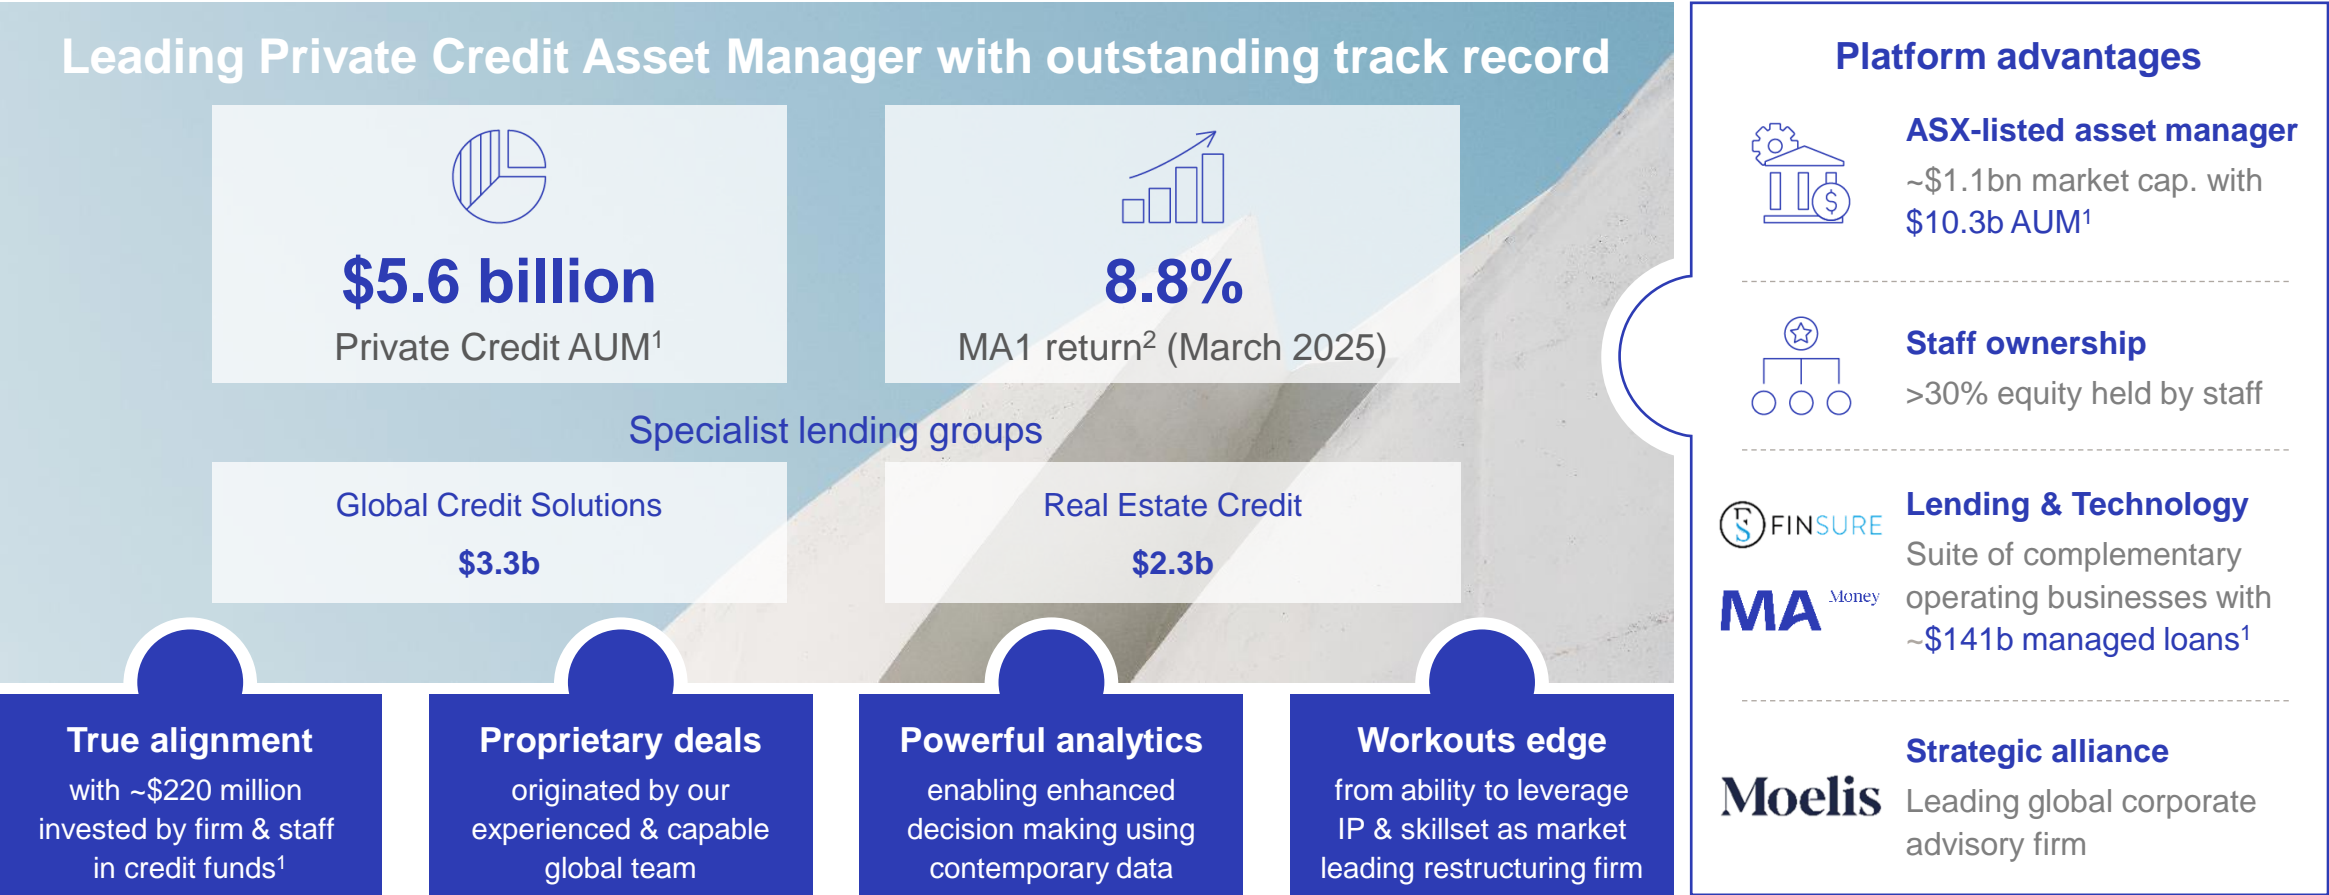 Leading Private Credit Asset Manager with outstanding track record
$5.6 billion
Private Credit AUM¹
8.8%
MA1 return² (March 2025)
Specialist lending groups
Global Credit Solutions
$3.3b
Real Estate Credit
$2.3b
True alignment
with ~$220 million
invested by firm & staff
in credit funds¹
Proprietary deals
originated by our
experienced & capable
global team
Powerful analytics
enabling enhanced
decision making using
contemporary data
Workouts edge
from ability to leverage
IP & skillset as market
leading restructuring firm
Platform advantages
$
ASX-listed asset manager
~$1.1bn market cap. with
$10.3b AUM¹
Staff ownership
>30% equity held by staff
FS FINSURE
MA Money
Lending & Technology
Suite of complementary
operating businesses with
~$141b managed loans¹
Moelis
Strategic alliance
Leading global corporate
advisory firm